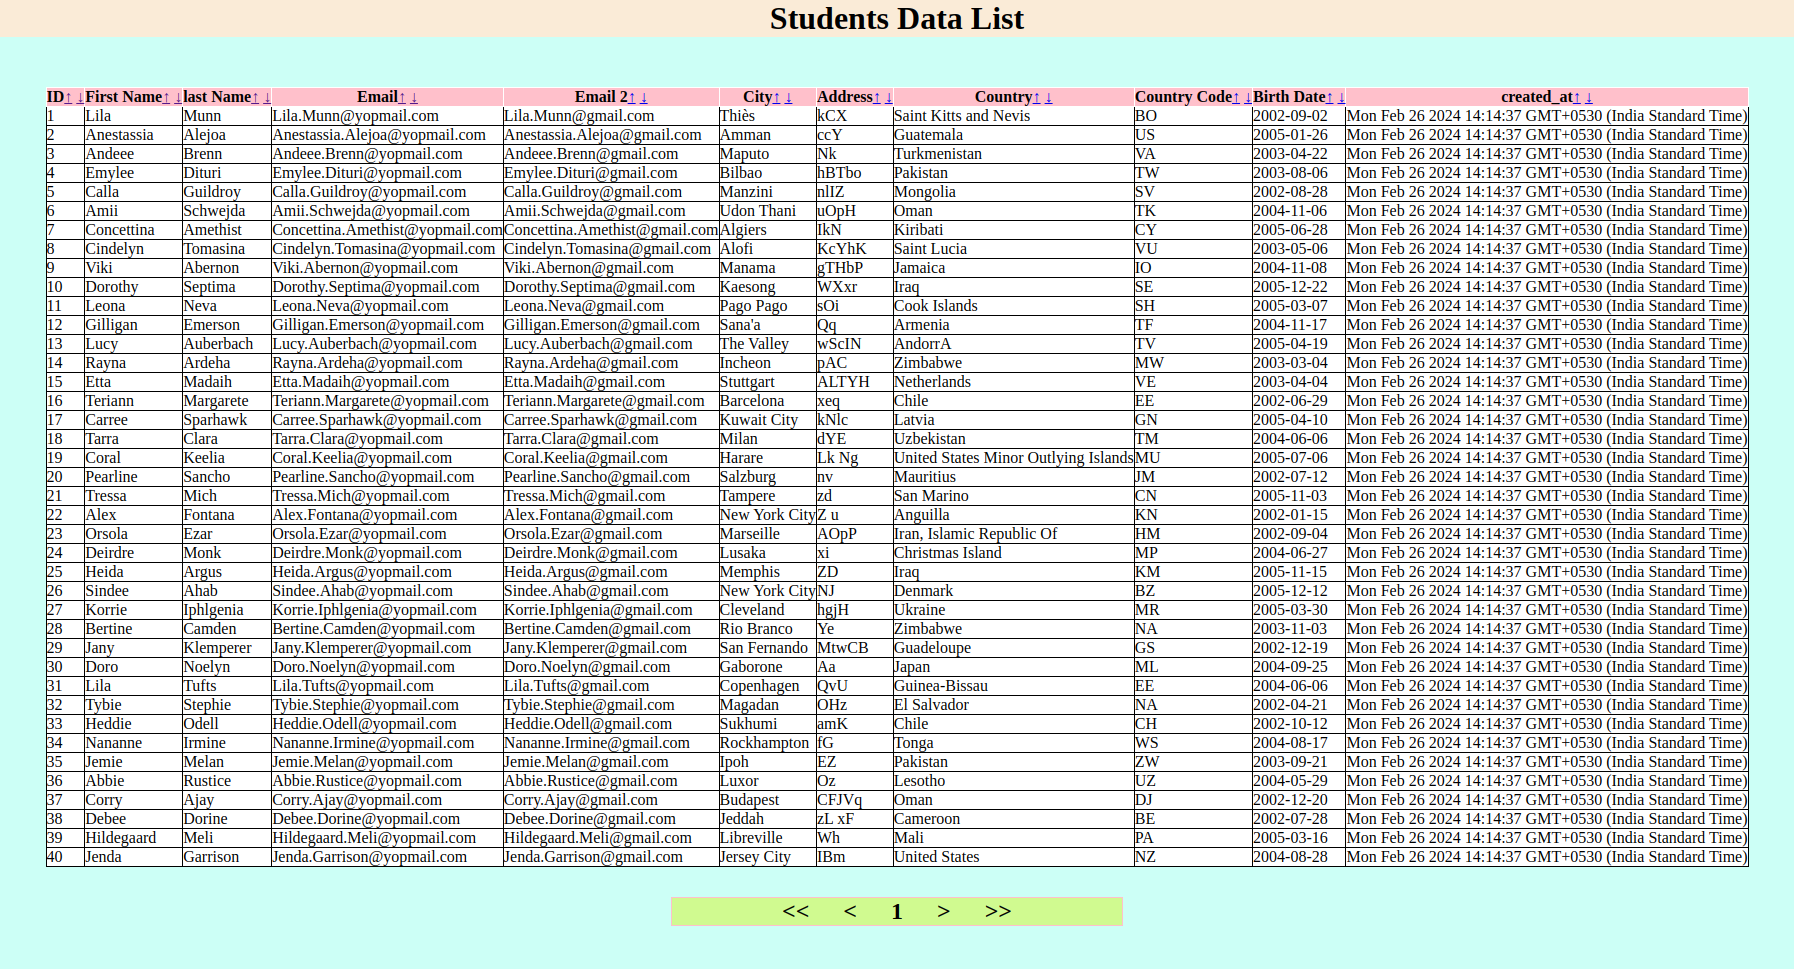 Students Data List
ID↑ ↓ First Name↑ ↓ last Name↑ ↓ Email↑ ↓ Email 2↑ ↓ City↑ ↓ Address↑ ↓ Country↑ ↓ Country Code↑ ↓ Birth Date↑ ↓ created_at↑ ↓
1 Lila Munn Lila.Munn@yopmail.com Lila.Munn@gmail.com Thiès kCX Saint Kitts and Nevis BO 2002-09-02 Mon Feb 26 2024 14:14:37 GMT+0530 (India Standard Time)
2 Anestassia Alejoa Anestassia.Alejoa@yopmail.com Anestassia.Alejoa@gmail.com Amman ccY Guatemala US 2005-01-26 Mon Feb 26 2024 14:14:37 GMT+0530 (India Standard Time)
3 Andeee Brenn Andeee.Brenn@yopmail.com Andeee.Brenn@gmail.com Maputo Nk Turkmenistan VA 2003-04-22 Mon Feb 26 2024 14:14:37 GMT+0530 (India Standard Time)
4 Emylee Dituri Emylee.Dituri@yopmail.com Emylee.Dituri@gmail.com Bilbao hBTbo Pakistan TW 2003-08-06 Mon Feb 26 2024 14:14:37 GMT+0530 (India Standard Time)
5 Calla Guildroy Calla.Guildroy@yopmail.com Calla.Guildroy@gmail.com Manzini nlIZ Mongolia SV 2002-08-28 Mon Feb 26 2024 14:14:37 GMT+0530 (India Standard Time)
6 Amii Schwejda Amii.Schwejda@yopmail.com Amii.Schwejda@gmail.com Udon Thani uOpH Oman TK 2004-11-06 Mon Feb 26 2024 14:14:37 GMT+0530 (India Standard Time)
7 Concettina Amethist Concettina.Amethist@yopmail.com Concettina.Amethist@gmail.com Algiers IkN Kiribati CY 2005-06-28 Mon Feb 26 2024 14:14:37 GMT+0530 (India Standard Time)
8 Cindelyn Tomasina Cindelyn.Tomasina@yopmail.com Cindelyn.Tomasina@gmail.com Alofi KcYhK Saint Lucia VU 2003-05-06 Mon Feb 26 2024 14:14:37 GMT+0530 (India Standard Time)
9 Viki Abernon Viki.Abernon@yopmail.com Viki.Abernon@gmail.com Manama gTHbP Jamaica IO 2004-11-08 Mon Feb 26 2024 14:14:37 GMT+0530 (India Standard Time)
10 Dorothy Septima Dorothy.Septima@yopmail.com Dorothy.Septima@gmail.com Kaesong WXxr Iraq SE 2005-12-22 Mon Feb 26 2024 14:14:37 GMT+0530 (India Standard Time)
11 Leona Neva Leona.Neva@yopmail.com Leona.Neva@gmail.com Pago Pago sOi Cook Islands SH 2005-03-07 Mon Feb 26 2024 14:14:37 GMT+0530 (India Standard Time)
12 Gilligan Emerson Gilligan.Emerson@yopmail.com Gilligan.Emerson@gmail.com Sana'a Qq Armenia TF 2004-11-17 Mon Feb 26 2024 14:14:37 GMT+0530 (India Standard Time)
13 Lucy Auberbach Lucy.Auberbach@yopmail.com Lucy.Auberbach@gmail.com The Valley wScIN AndorrA TV 2005-04-19 Mon Feb 26 2024 14:14:37 GMT+0530 (India Standard Time)
14 Rayna Ardeha Rayna.Ardeha@yopmail.com Rayna.Ardeha@gmail.com Incheon pAC Zimbabwe MW 2003-03-04 Mon Feb 26 2024 14:14:37 GMT+0530 (India Standard Time)
15 Etta Madaih Etta.Madaih@yopmail.com Etta.Madaih@gmail.com Stuttgart ALTYH Netherlands VE 2003-04-04 Mon Feb 26 2024 14:14:37 GMT+0530 (India Standard Time)
16 Teriann Margarete Teriann.Margarete@yopmail.com Teriann.Margarete@gmail.com Barcelona xeq Chile EE 2002-06-29 Mon Feb 26 2024 14:14:37 GMT+0530 (India Standard Time)
17 Carree Sparhawk Carree.Sparhawk@yopmail.com Carree.Sparhawk@gmail.com Kuwait City kNlc Latvia GN 2005-04-10 Mon Feb 26 2024 14:14:37 GMT+0530 (India Standard Time)
18 Tarra Clara Tarra.Clara@yopmail.com Tarra.Clara@gmail.com Milan dYE Uzbekistan TM 2004-06-06 Mon Feb 26 2024 14:14:37 GMT+0530 (India Standard Time)
19 Coral Keelia Coral.Keelia@yopmail.com Coral.Keelia@gmail.com Harare Lk Ng United States Minor Outlying Islands MU 2005-07-06 Mon Feb 26 2024 14:14:37 GMT+0530 (India Standard Time)
20 Pearline Sancho Pearline.Sancho@yopmail.com Pearline.Sancho@gmail.com Salzburg nv Mauritius JM 2002-07-12 Mon Feb 26 2024 14:14:37 GMT+0530 (India Standard Time)
21 Tressa Mich Tressa.Mich@yopmail.com Tressa.Mich@gmail.com Tampere zd San Marino CN 2005-11-03 Mon Feb 26 2024 14:14:37 GMT+0530 (India Standard Time)
22 Alex Fontana Alex.Fontana@yopmail.com Alex.Fontana@gmail.com New York City Z u Anguilla KN 2002-01-15 Mon Feb 26 2024 14:14:37 GMT+0530 (India Standard Time)
23 Orsola Ezar Orsola.Ezar@yopmail.com Orsola.Ezar@gmail.com Marseille AOpP Iran, Islamic Republic Of HM 2002-09-04 Mon Feb 26 2024 14:14:37 GMT+0530 (India Standard Time)
24 Deirdre Monk Deirdre.Monk@yopmail.com Deirdre.Monk@gmail.com Lusaka xi Christmas Island MP 2004-06-27 Mon Feb 26 2024 14:14:37 GMT+0530 (India Standard Time)
25 Heida Argus Heida.Argus@yopmail.com Heida.Argus@gmail.com Memphis ZD Iraq KM 2005-11-15 Mon Feb 26 2024 14:14:37 GMT+0530 (India Standard Time)
26 Sindee Ahab Sindee.Ahab@yopmail.com Sindee.Ahab@gmail.com New York City NJ Denmark BZ 2005-12-12 Mon Feb 26 2024 14:14:37 GMT+0530 (India Standard Time)
27 Korrie Iphlgenia Korrie.Iphlgenia@yopmail.com Korrie.Iphlgenia@gmail.com Cleveland hgjH Ukraine MR 2005-03-30 Mon Feb 26 2024 14:14:37 GMT+0530 (India Standard Time)
28 Bertine Camden Bertine.Camden@yopmail.com Bertine.Camden@gmail.com Rio Branco Ye Zimbabwe NA 2003-11-03 Mon Feb 26 2024 14:14:37 GMT+0530 (India Standard Time)
29 Jany Klemperer Jany.Klemperer@yopmail.com Jany.Klemperer@gmail.com San Fernando MtwCB Guadeloupe GS 2002-12-19 Mon Feb 26 2024 14:14:37 GMT+0530 (India Standard Time)
30 Doro Noelyn Doro.Noelyn@yopmail.com Doro.Noelyn@gmail.com Gaborone Aa Japan ML 2004-09-25 Mon Feb 26 2024 14:14:37 GMT+0530 (India Standard Time)
31 Lila Tufts Lila.Tufts@yopmail.com Lila.Tufts@gmail.com Copenhagen QvU Guinea-Bissau EE 2004-06-06 Mon Feb 26 2024 14:14:37 GMT+0530 (India Standard Time)
32 Tybie Stephie Tybie.Stephie@yopmail.com Tybie.Stephie@gmail.com Magadan OHz El Salvador NA 2002-04-21 Mon Feb 26 2024 14:14:37 GMT+0530 (India Standard Time)
33 Heddie Odell Heddie.Odell@yopmail.com Heddie.Odell@gmail.com Sukhumi amK Chile CH 2002-10-12 Mon Feb 26 2024 14:14:37 GMT+0530 (India Standard Time)
34 Nananne Irmine Nananne.Irmine@yopmail.com Nananne.Irmine@gmail.com Rockhampton fG Tonga WS 2004-08-17 Mon Feb 26 2024 14:14:37 GMT+0530 (India Standard Time)
35 Jemie Melan Jemie.Melan@yopmail.com Jemie.Melan@gmail.com Ipoh EZ Pakistan ZW 2003-09-21 Mon Feb 26 2024 14:14:37 GMT+0530 (India Standard Time)
36 Abbie Rustice Abbie.Rustice@yopmail.com Abbie.Rustice@gmail.com Luxor Oz Lesotho UZ 2004-05-29 Mon Feb 26 2024 14:14:37 GMT+0530 (India Standard Time)
37 Corry Ajay Corry.Ajay@yopmail.com Corry.Ajay@gmail.com Budapest CFJVq Oman DJ 2002-12-20 Mon Feb 26 2024 14:14:37 GMT+0530 (India Standard Time)
38 Debee Dorine Debee.Dorine@yopmail.com Debee.Dorine@gmail.com Jeddah zL xF Cameroon BE 2002-07-28 Mon Feb 26 2024 14:14:37 GMT+0530 (India Standard Time)
39 Hildegaard Meli Hildegaard.Meli@yopmail.com Hildegaard.Meli@gmail.com Libreville Wh Mali PA 2005-03-16 Mon Feb 26 2024 14:14:37 GMT+0530 (India Standard Time)
40 Jenda Garrison Jenda.Garrison@yopmail.com Jenda.Garrison@gmail.com Jersey City IBm United States NZ 2004-08-28 Mon Feb 26 2024 14:14:37 GMT+0530 (India Standard Time)
<< < 1 > >>